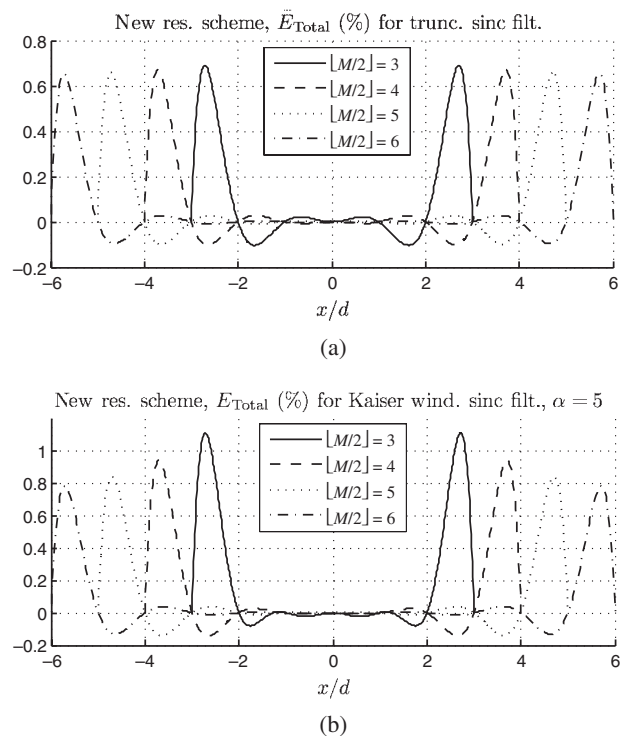 New res. scheme, Ë_Total (%) for trunc. sinc filt.
0.8
⌊M/2⌋ = 3
⌊M/2⌋ = 4
⌊M/2⌋ = 5
⌊M/2⌋ = 6
0.6
0.4
0.2
0
−0.2
−6 −4 −2 0 2 4 6
x/d
(a)
New res. scheme, E_Total (%) for Kaiser wind. sinc filt., α = 5
⌊M/2⌋ = 3
⌊M/2⌋ = 4
⌊M/2⌋ = 5
⌊M/2⌋ = 6
1
0.8
0.6
0.4
0.2
0
−0.2
−6 −4 −2 0 2 4 6
x/d
(b)